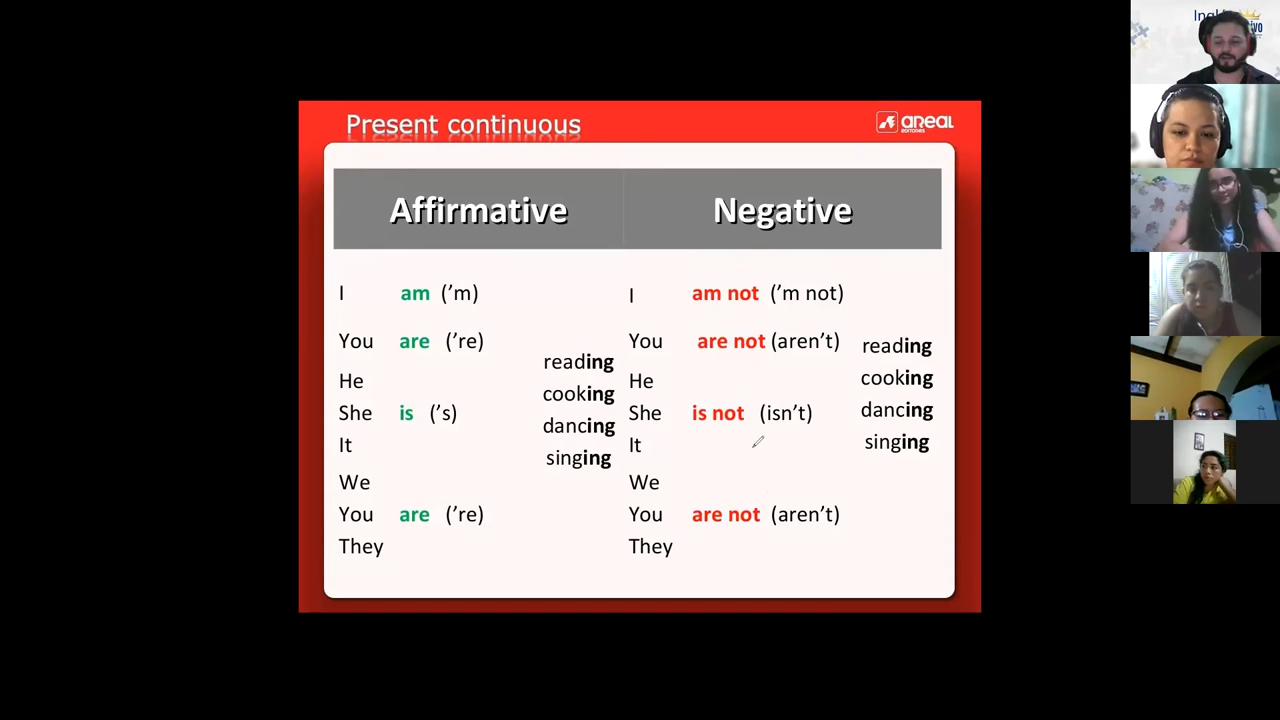 Present continuous
AREAL
EDITORES
Affirmative Negative
I am (’m)
You are (’re)
He
She is (’s)
It
We
You are (’re)
They
reading
cooking
dancing
singing
I am not (’m not)
You are not (aren’t)
He
She is not (isn’t)
It
We
You are not (aren’t)
They
reading
cooking
dancing
singing